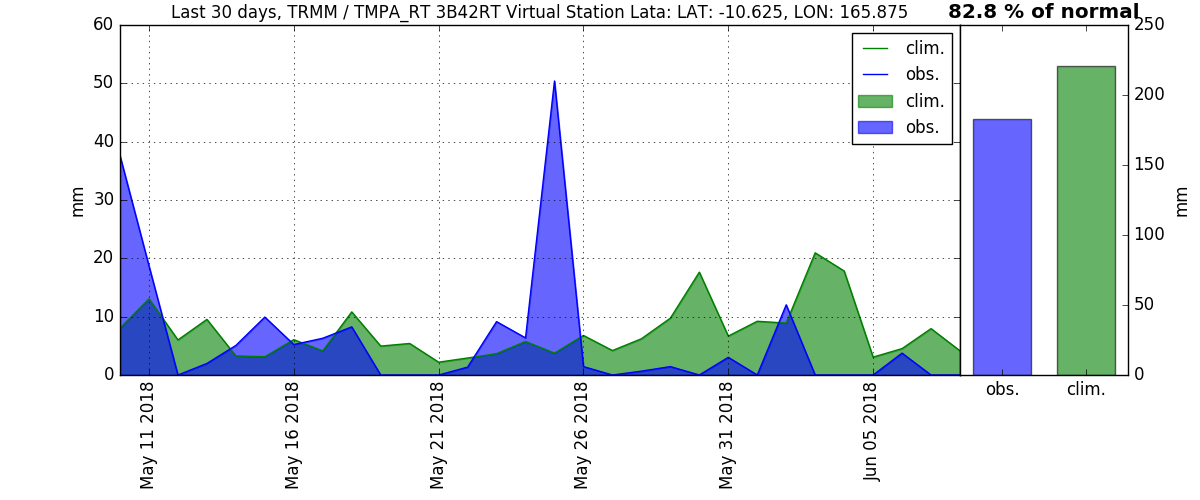 Last 30 days, TRMM / TMPA_RT 3B42RT Virtual Station Lata: LAT: -10.625, LON: 165.875
82.8 % of normal
60
50
40
30
20
10
0
mm
clim.
obs.
clim.
obs.
May 11 2018
May 16 2018
May 21 2018
May 26 2018
May 31 2018
Jun 05 2018
250
200
150
100
50
0
mm
obs.
clim.